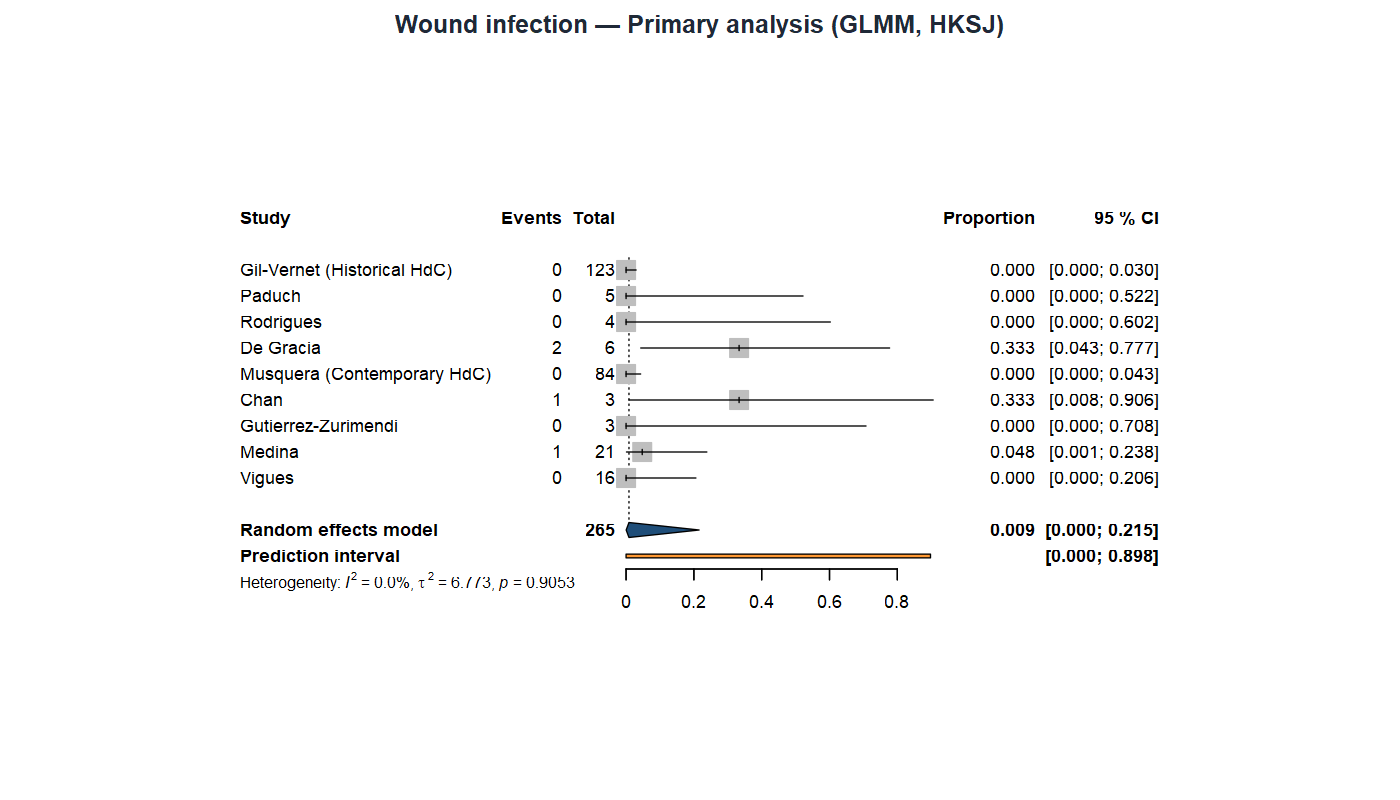 Wound infection — Primary analysis (GLMM, HKSJ)
Study Events Total Proportion 95 % CI
Gil-Vernet (Historical HdC) 0 123 0.000 [0.000; 0.030]
Paduch 0 5 0.000 [0.000; 0.522]
Rodrigues 0 4 0.000 [0.000; 0.602]
De Gracia 2 6 0.333 [0.043; 0.777]
Musquera (Contemporary HdC) 0 84 0.000 [0.000; 0.043]
Chan 1 3 0.333 [0.008; 0.906]
Gutierrez-Zurimendi 0 3 0.000 [0.000; 0.708]
Medina 1 21 0.048 [0.001; 0.238]
Vigues 0 16 0.000 [0.000; 0.206]
Random effects model 265 0.009 [0.000; 0.215]
Prediction interval [0.000; 0.898]
Heterogeneity: I² = 0.0%, τ² = 6.773, p = 0.9053
0 0.2 0.4 0.6 0.8